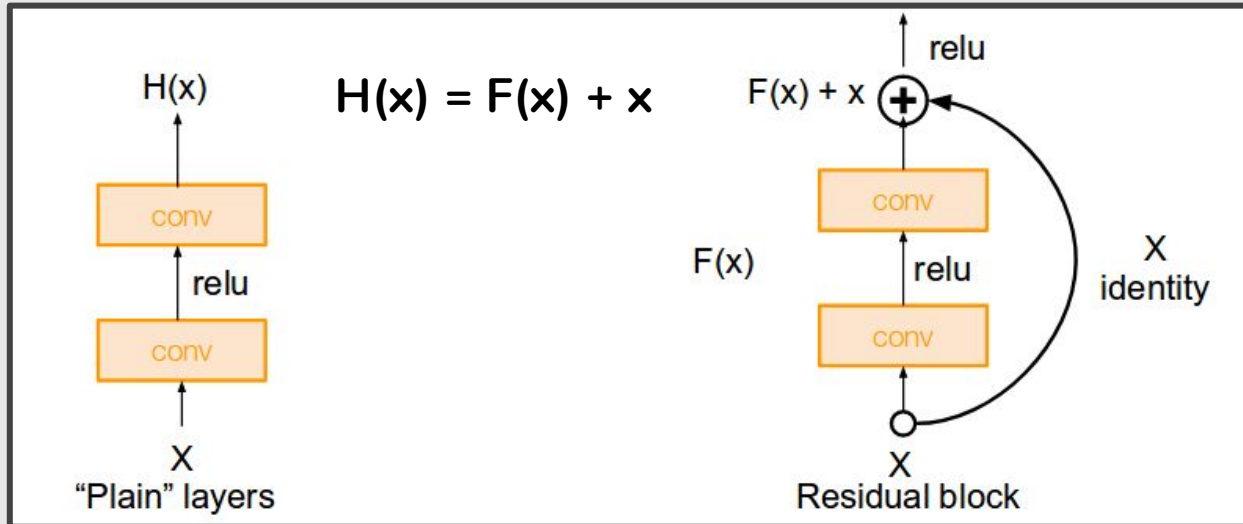 H(x)
conv
relu
conv
X
“Plain” layers
H(x) = F(x) + x
relu
F(x) + x
+
conv
F(x)
relu
X
identity
conv
X
Residual block